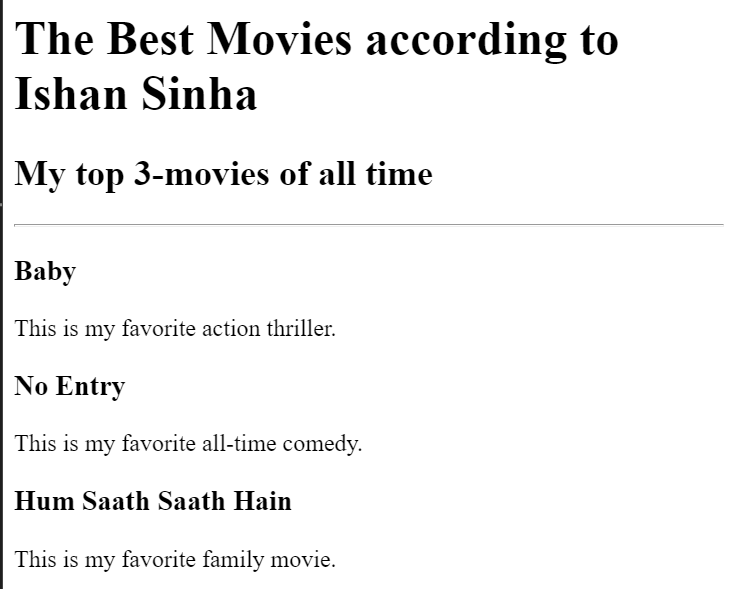 The Best Movies according to
Ishan Sinha
My top 3-movies of all time
Baby
This is my favorite action thriller.
No Entry
This is my favorite all-time comedy.
Hum Saath Saath Hain
This is my favorite family movie.